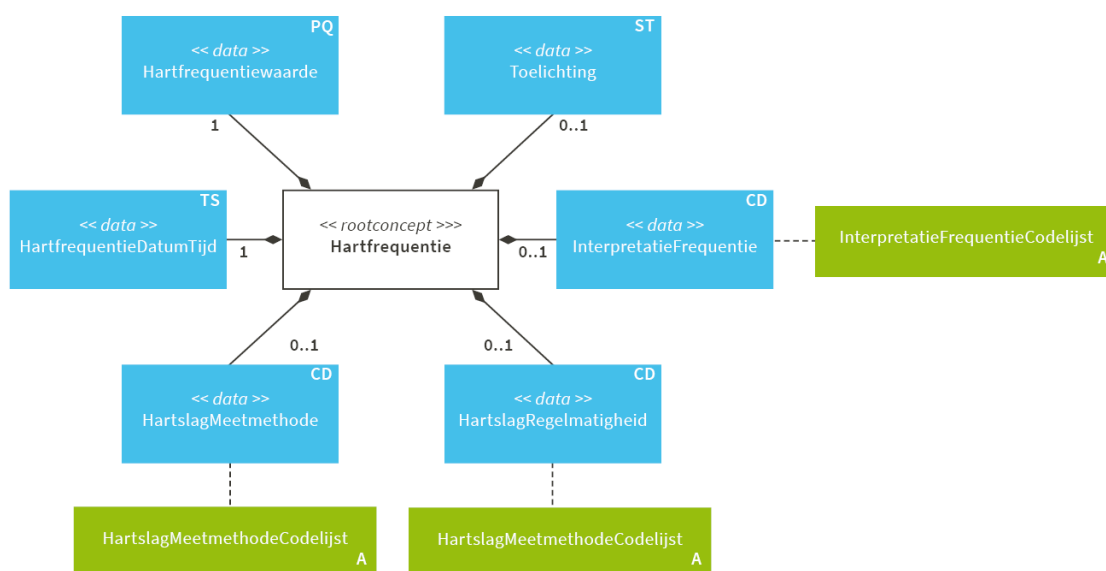 PQ
<< data >>
Hartfrequentiewaarde
1
ST
<< data >>
Toelichting
0..1
TS
<< data >>
HartfrequentieDatumTijd
1
<< rootconcept >>>
Hartfrequentie
CD
<< data >>
InterpretatieFrequentie
0..1
InterpretatieFrequentieCodelijst
A
0..1
CD
<< data >>
HartslagMeetmethode
0..1
CD
<< data >>
HartslagRegelmatigheid
HartslagMeetmethodeCodelijst
A
HartslagMeetmethodeCodelijst
A